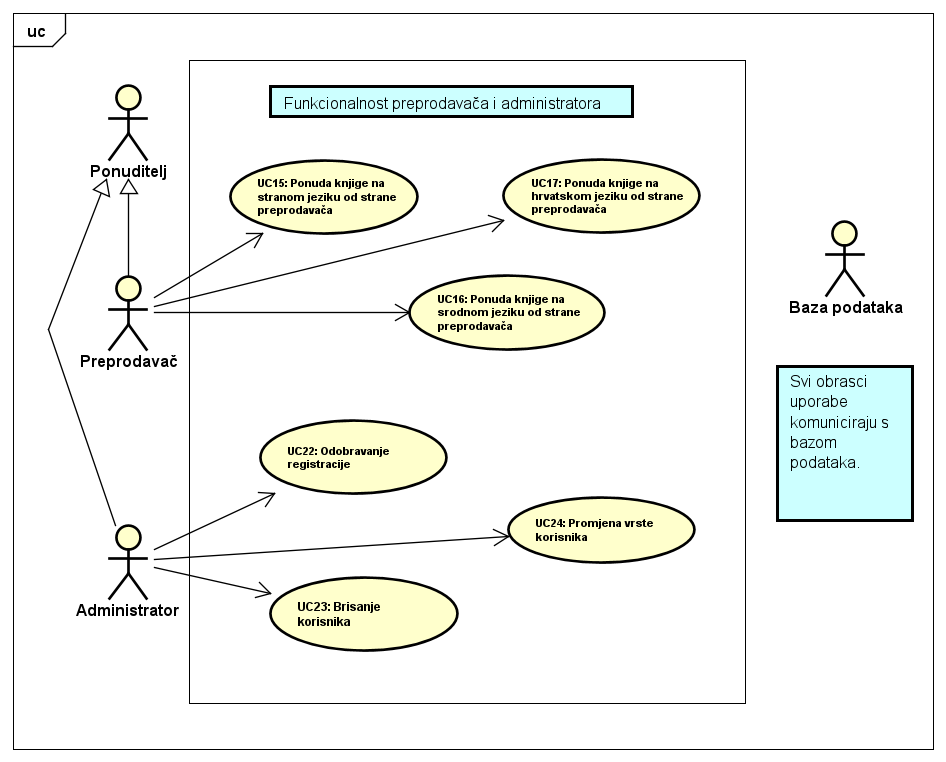 uc
Funkcionalnost preprodavača i administratora
Ponuditelj
UC15: Ponuda knjige na
stranom jeziku od strane
preprodavača
UC17: Ponuda knjige na
hrvatskom jeziku od strane
preprodavača
Baza podataka
UC16: Ponuda knjige na
srodnom jeziku od strane
preprodavača
Preprodavač
Svi obrasci
uporabe
komuniciraju s
bazom
podataka.
UC22: Odobravanje
registracije
UC24: Promjena vrste
korisnika
Administrator
UC23: Brisanje
korisnika